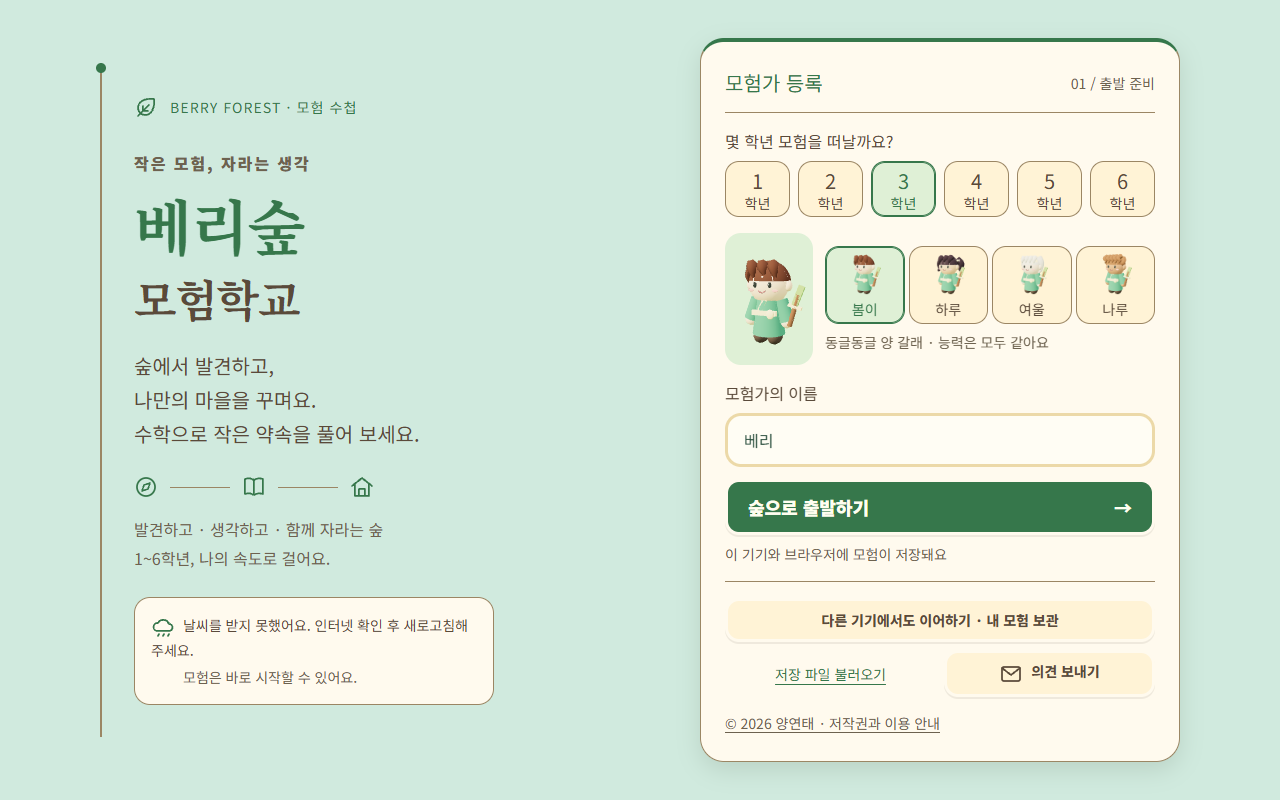 BERRY FOREST · 모험 수첩
작은 모험, 자라는 생각
베리숲
모험학교
숲에서 발견하고,
나만의 마을을 꾸며요.
수학으로 작은 약속을 풀어 보세요.
발견하고 · 생각하고 · 함께 자라는 숲
1~6학년, 나의 속도로 걸어요.
날씨를 받지 못했어요. 인터넷 확인 후 새로고침해
주세요.
모험은 바로 시작할 수 있어요.
모험가 등록
01 / 출발 준비
몇 학년 모험을 떠날까요?
1 2 3 4 5 6
학년 학년 학년 학년 학년 학년
봄이 하루 여울 나루
동글동글 양 갈래 · 능력은 모두 같아요
모험가의 이름
베리
숲으로 출발하기 →
이 기기와 브라우저에 모험이 저장돼요
다른 기기에서도 이어하기 · 내 모험 보관
저장 파일 불러오기
의견 보내기
© 2026 양연태 · 저작권과 이용 안내